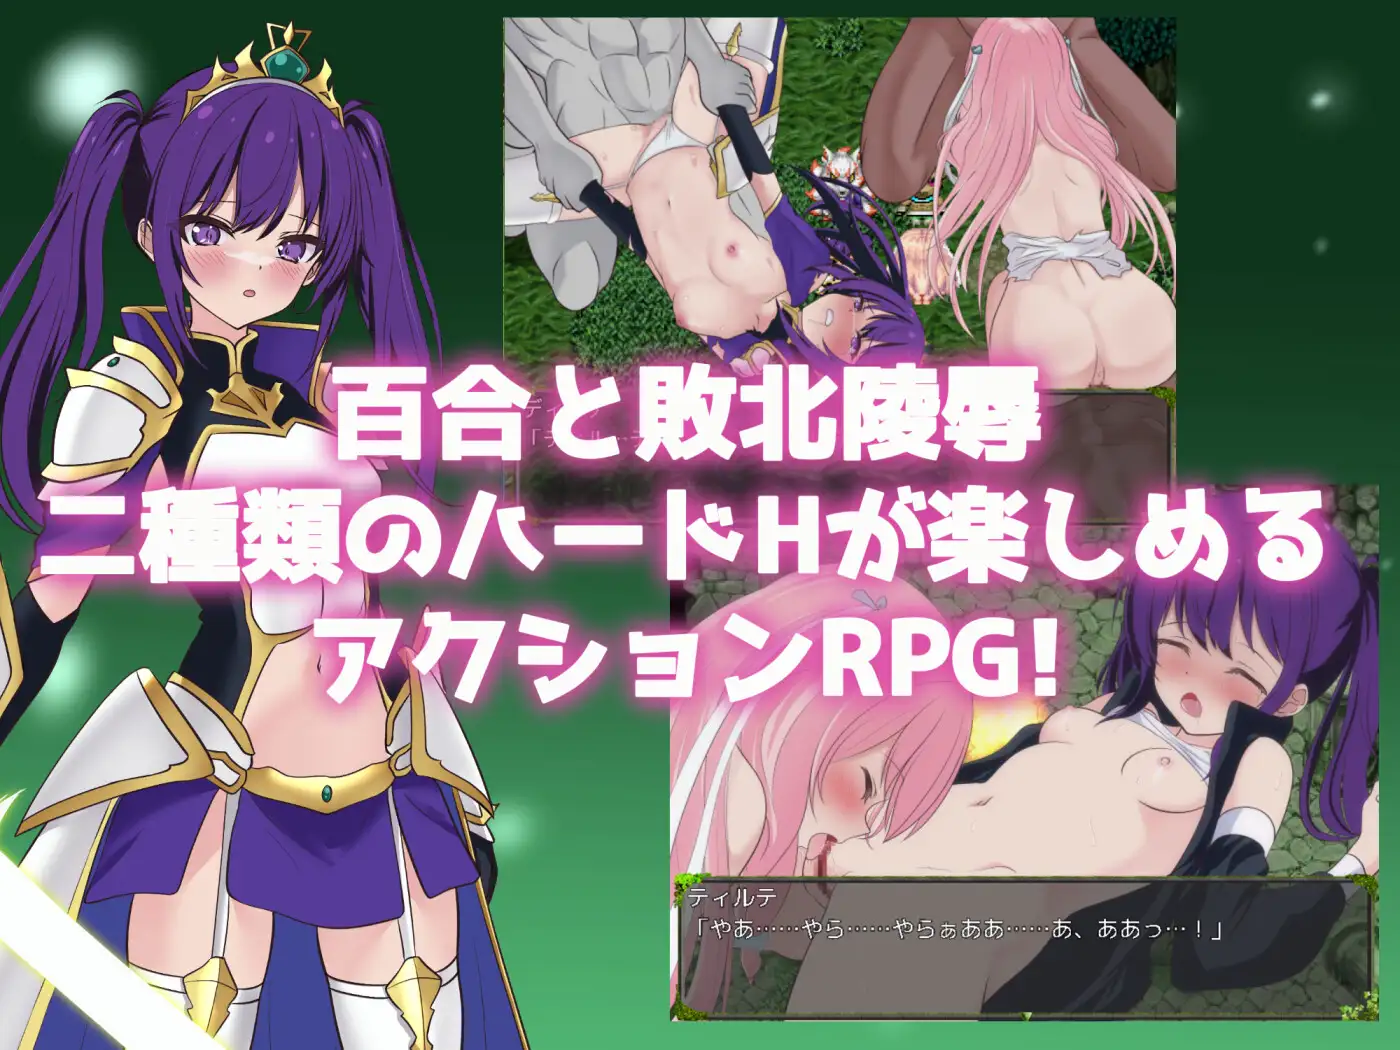 百合と敗北陵辱
二種類のハードHが楽しめる
アクションRPG!
ティルテ
「やあ……やら……やらぁああ……あ、ああっ…！」